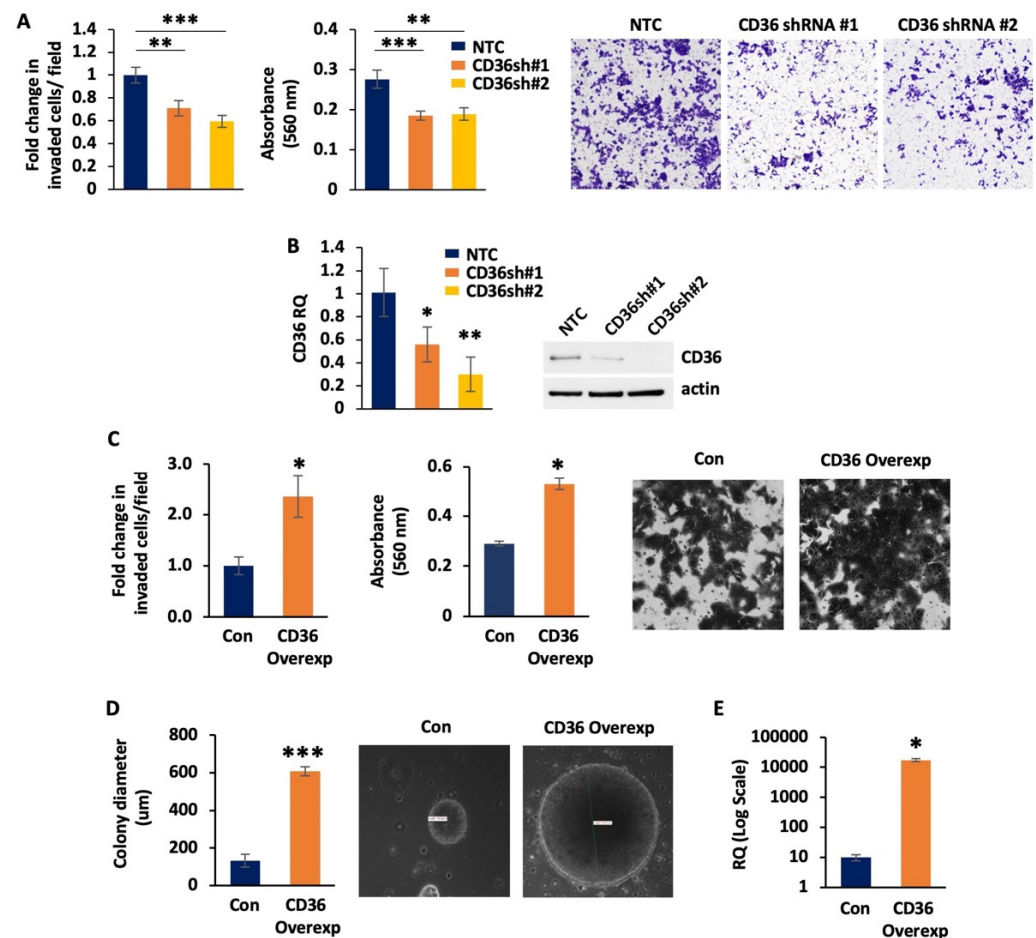 A
Fold change in
invaded cells/ field
1.4
1.2
1
0.8
0.6
0.4
0.2
0
***
**
Absorbance
(560 nm)
0.4
0.3
0.2
0.1
0
**
***
NTC
CD36sh#1
CD36sh#2
NTC
CD36 shRNA #1
CD36 shRNA #2
B
CD36 RQ
1.4
1.2
1
0.8
0.6
0.4
0.2
0
*
**
NTC
CD36sh#1
CD36sh#2
NTC
CD36sh#1
CD36sh#2
CD36
actin
C
Fold change in
invaded cells/field
3.0
2.0
1.0
0.0
*
Con
CD36
Overexp
Absorbance
(560 nm)
0.6
0.4
0.2
0
*
Con
CD36
Overexp
Con
CD36 Overexp
D
Colony diameter
(um)
800
600
400
200
0
***
Con
CD36
Overexp
Con
CD36 Overexp
E
RQ (Log Scale)
100000
10000
1000
100
10
1
*
Con
CD36
Overexp